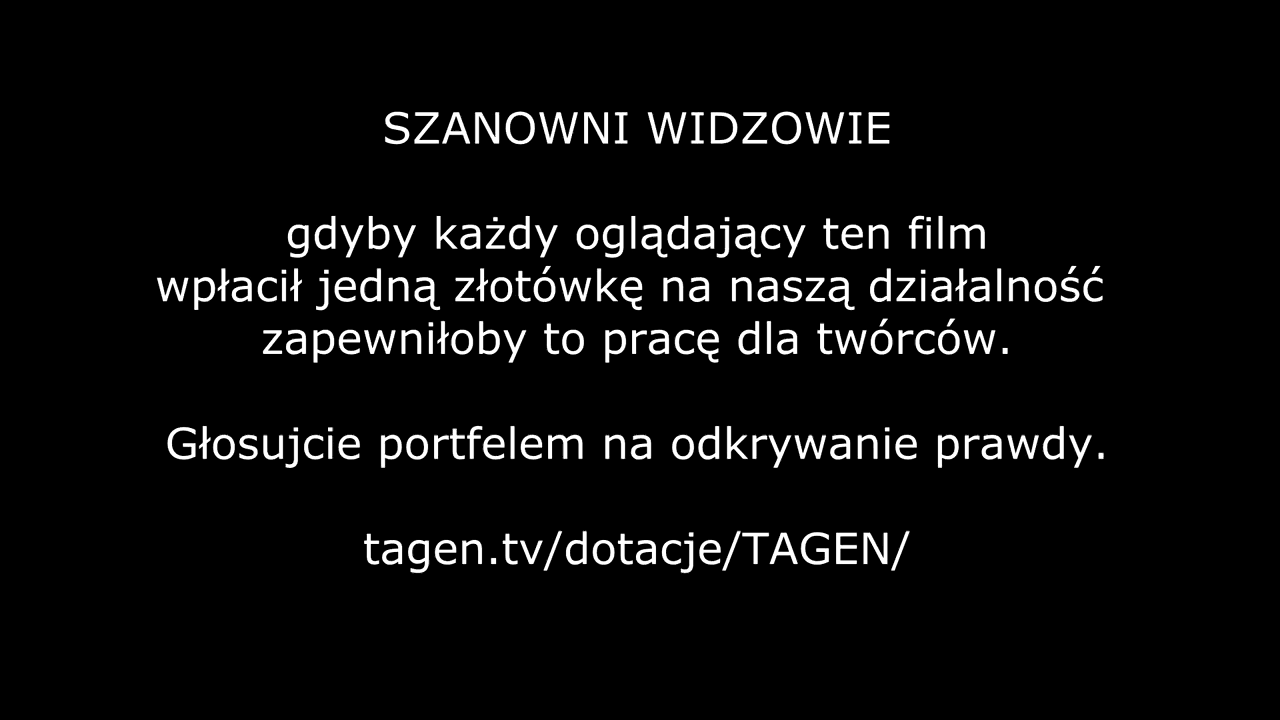 SZANOWNI WIDZOWIE
gdyby każdy oglądający ten film
wpłacił jedną złotówkę na naszą działalność
zapewniłoby to pracę dla twórców.
Głosujcie portfelem na odkrywanie prawdy.
tagen.tv/dotacje/TAGEN/